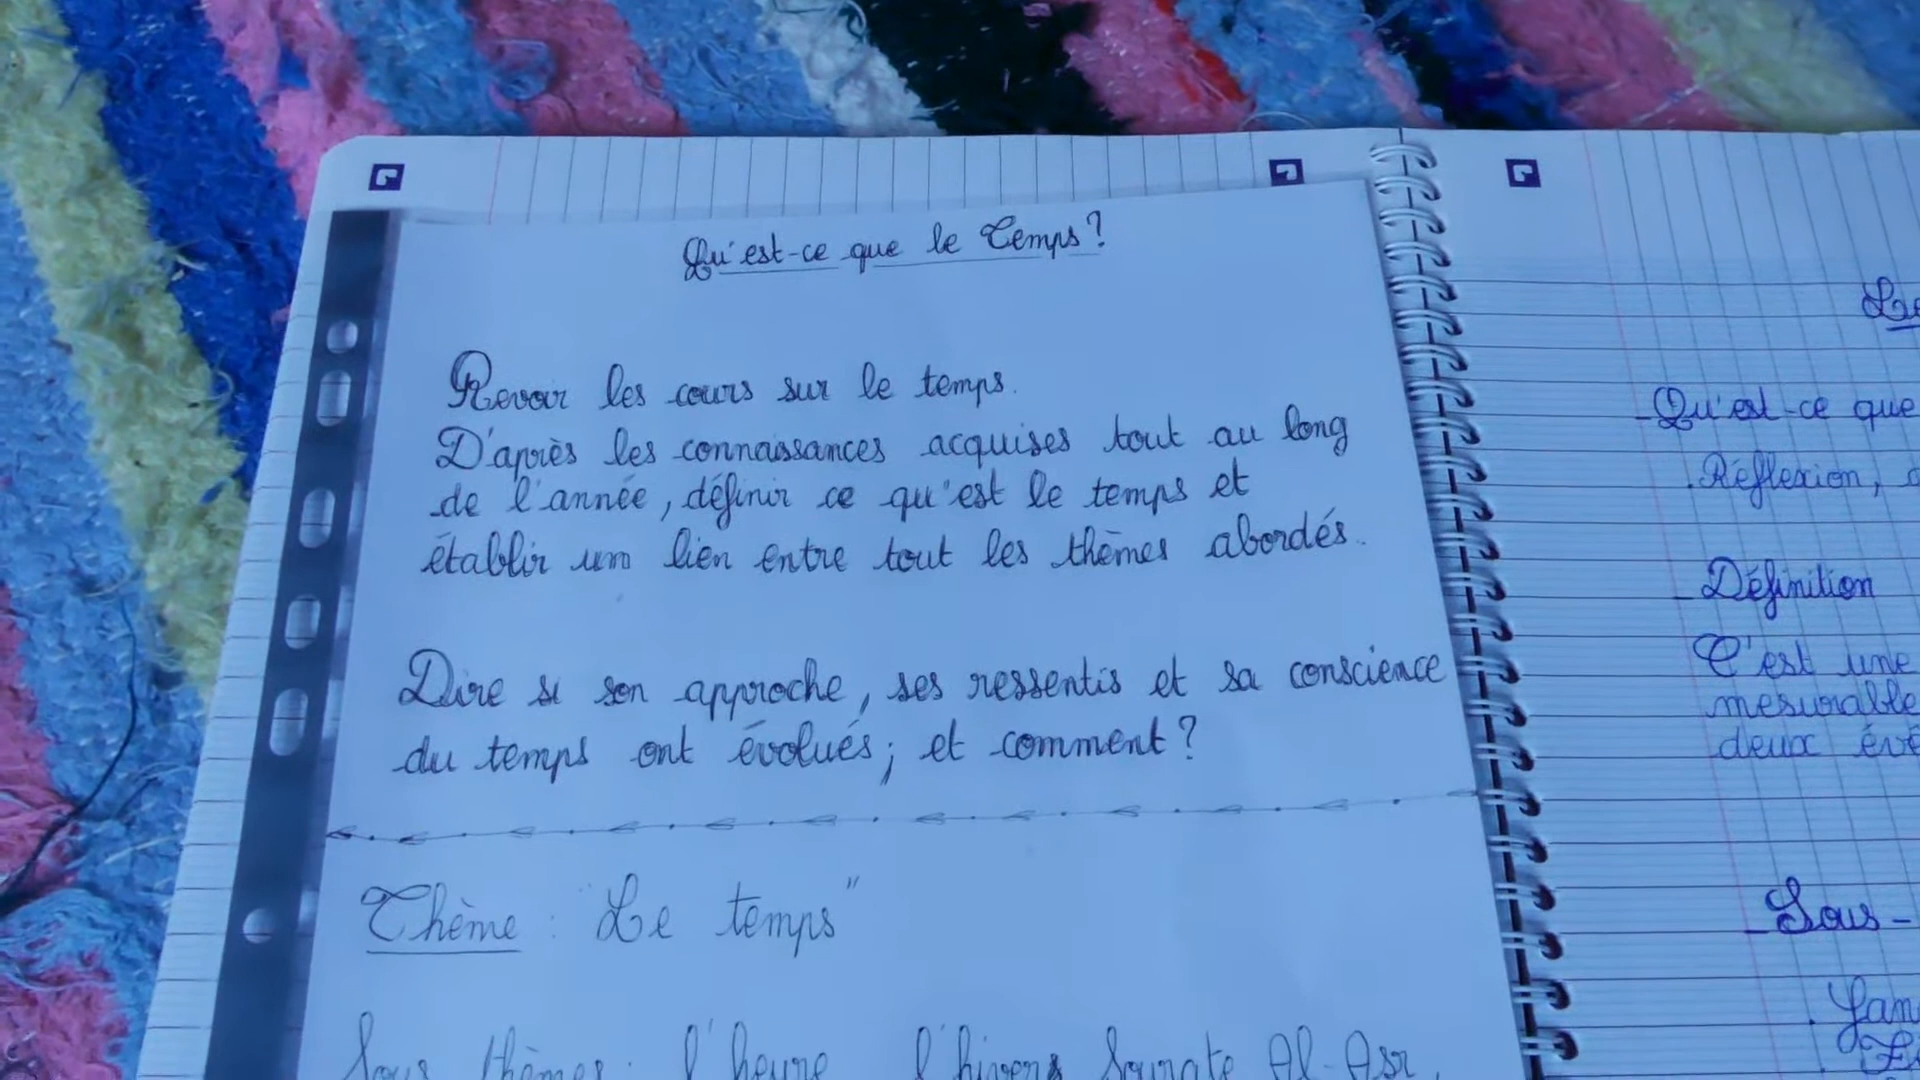 Qu'est-ce que le Temps?
Revoir les cours sur le temps.
D'après les connaissances acquises tout au long
de l'année, définir ce qu'est le temps et
établir un lien entre tout les thèmes abordés.
Dire si son approche, ses ressentis et sa conscience
du temps ont évolués; et comment?
Thème: "Le temps"
Sous thèmes: l'heure l'hivers Sourate Al-Asr
Qu'est-ce que
Réflexion,
Définition
C'est une
mesurable
deux
Sous-